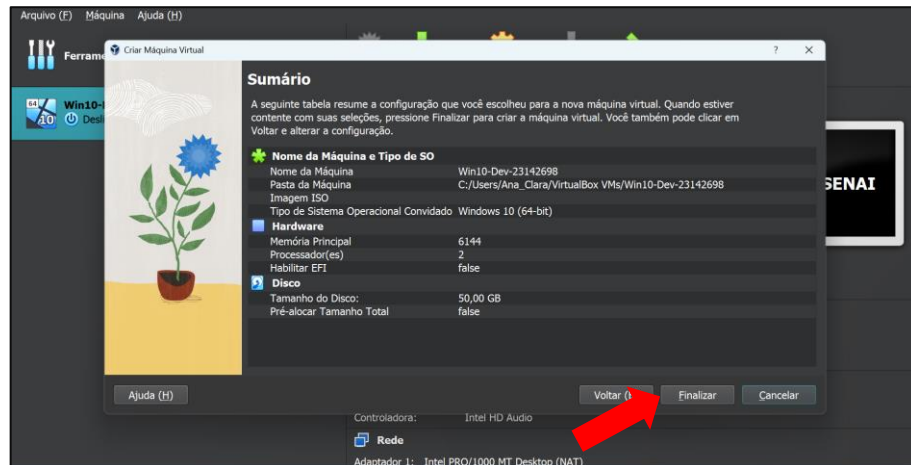 Arquivo (F) Máquina Ajuda (H)
Criar Máquina Virtual
?
Sumário
A seguinte tabela resume a configuração que você escolheu para a nova máquina virtual. Quando estiver
contente com suas seleções, pressione Finalizar para criar a máquina virtual. Você também pode clicar em
Voltar e alterar a configuração.
64
10
Nome da Máquina e Tipo de SO
Nome da Máquina Win10-Dev-23142698
Pasta da Máquina C:/Users/Ana_Clara/VirtualBox VMs/Win10-Dev-23142698
SENAI
Imagem ISO
Tipo de Sistema Operacional Convidado Windows 10 (64-bit)
Hardware
Memória Principal 6144
Processador(es) 2
Habilitar EFI false
Disco
Tamanho do Disco: 50,00 GB
Pré-alocar Tamanho Total false
Ajuda (H)
Voltar
Finalizar
Cancelar
Controladora: Intel HD Audio
Rede
Adaptador 1: Intel PRO/1000 MT Desktop (NAT)